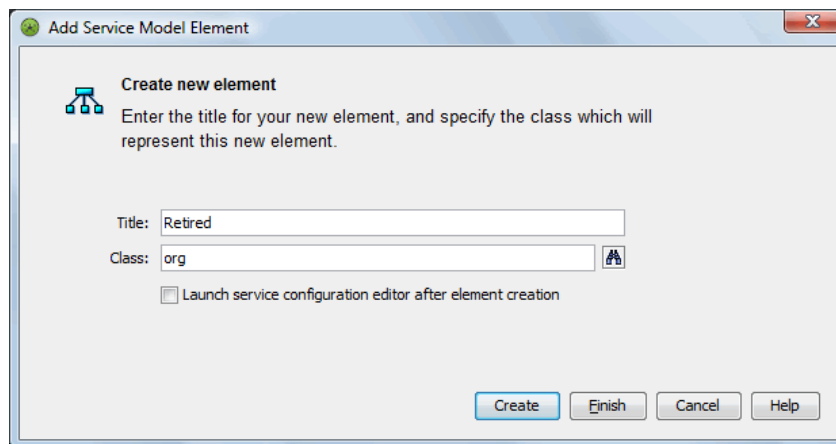 Add Service Model Element
Create new element
Enter the title for your new element, and specify the class which will
represent this new element.
Title: Retired
Class: org
Launch service configuration editor after element creation
Create Finish Cancel Help